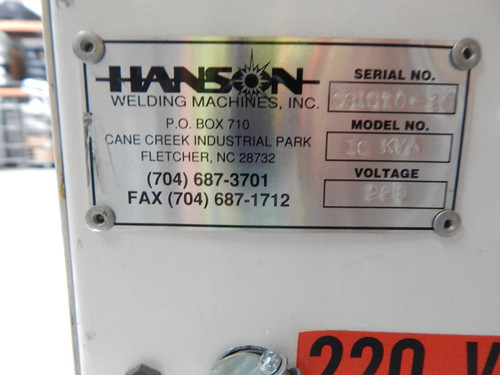 HANSON
WELDING MACHINES, INC.
P.O. BOX 710
CANE CREEK INDUSTRIAL PARK
FLETCHER, NC 28732
(704) 687-3701
FAX (704) 687-1712
SERIAL NO.
MODEL NO.
10 KVA
VOLTAGE
220
220 V